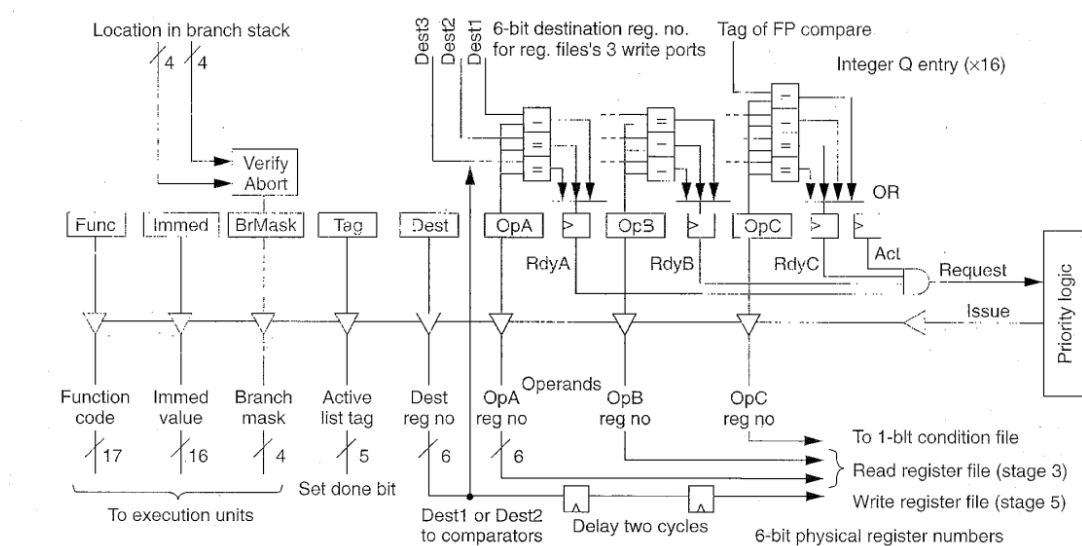 Location in branch stack
4
4
Dest3
Dest2
Dest1
6-bit destination reg. no.
for reg. files's 3 write ports
Tag of FP compare
Integer Q entry (×16)
Verify
Abort
–
=
=
=
–
–
–
–
=
=
OR
Func
Immed
BrMask
Tag
Dest
OpA
>
OpB
>
OpC
>
>
RdyA
RdyB
RdyC
Act
Request
Issue
Priority logic
Operands
Function
code
Immed
value
Branch
mask
Active
list tag
Dest
reg no
OpA
reg no
OpB
reg no
OpC
reg no
17
16
4
5
6
6
To 1-bit condition file
Read register file (stage 3)
Write register file (stage 5)
Set done bit
To execution units
Dest1 or Dest2
to comparators
Delay two cycles
6-bit physical register numbers